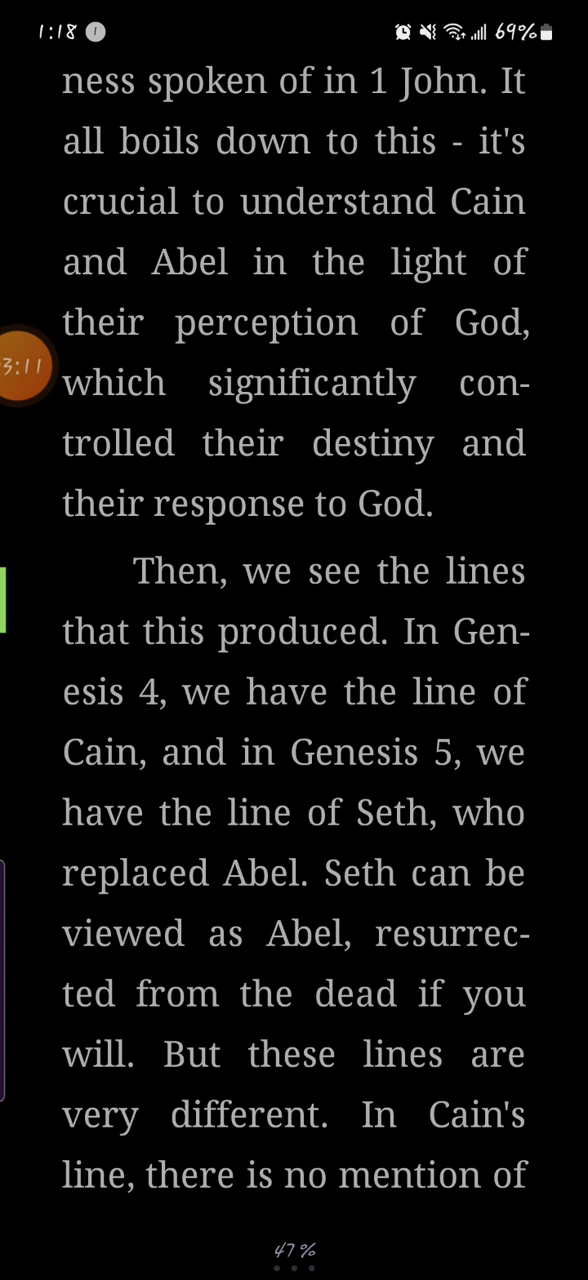 1:18
69%
ness spoken of in 1 John. It
all boils down to this - it's
crucial to understand Cain
and Abel in the light of
their perception of God,
3:11
which significantly con-
trolled their destiny and
their response to God.
Then, we see the lines
that this produced. In Gen-
esis 4, we have the line of
Cain, and in Genesis 5, we
have the line of Seth, who
replaced Abel. Seth can be
viewed as Abel, resurrec-
ted from the dead if you
will. But these lines are
very different. In Cain's
line, there is no mention of
47%